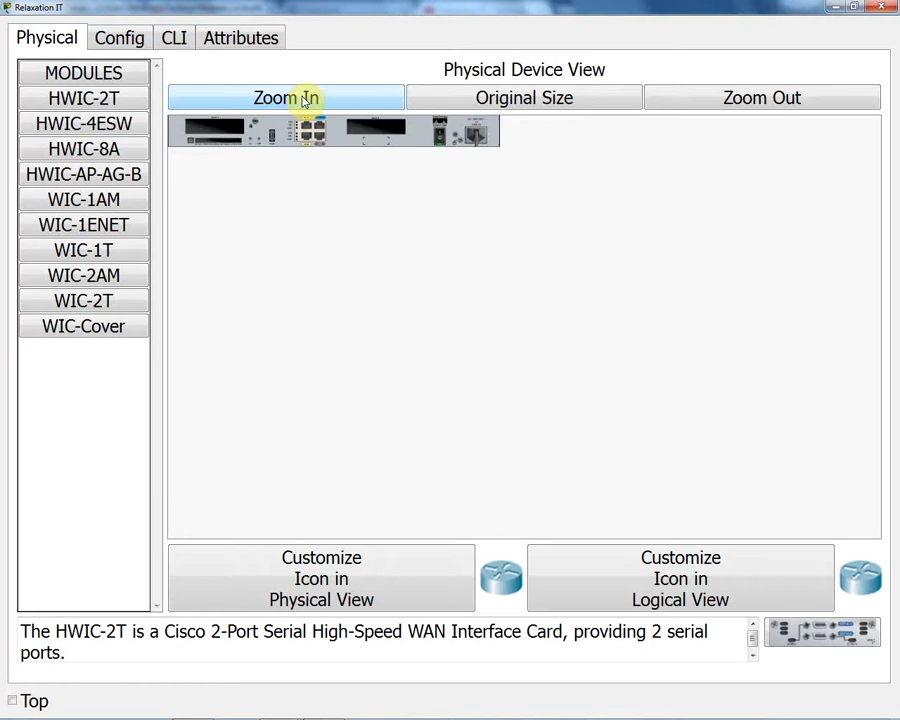 Relaxation IT
Physical
Config
CLI
Attributes
MODULES
HWIC-2T
HWIC-4ESW
HWIC-8A
HWIC-AP-AG-B
WIC-1AM
WIC-1ENET
WIC-1T
WIC-2AM
WIC-2T
WIC-Cover
Physical Device View
Zoom In
Original Size
Zoom Out
Customize
Icon in
Physical View
Customize
Icon in
Logical View
The HWIC-2T is a Cisco 2-Port Serial High-Speed WAN Interface Card, providing 2 serial
ports.
Top